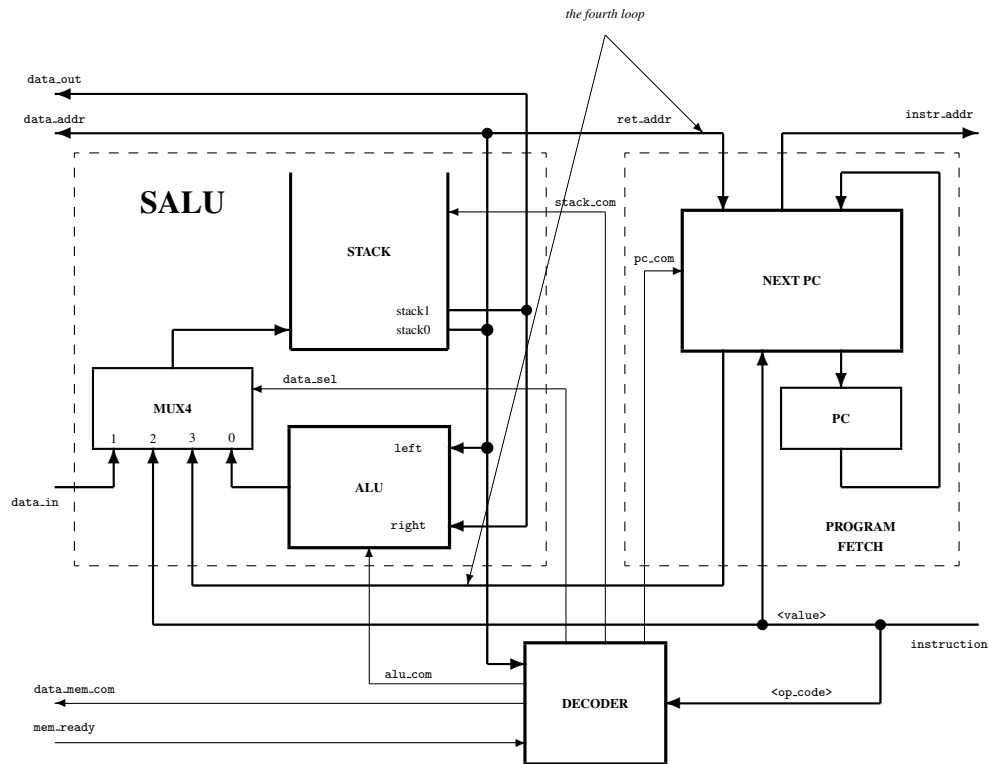 the fourth loop
data_out
data_addr
ret_addr
instr_addr
SALU
stack_com
STACK
pc_com
NEXT PC
stack1
stack0
data_sel
MUX4
PC
1 2 3 0
left
ALU
data_in
right
PROGRAM
FETCH
<value>
instruction
alu_com
data_mem_com
<op_code>
DECODER
mem_ready